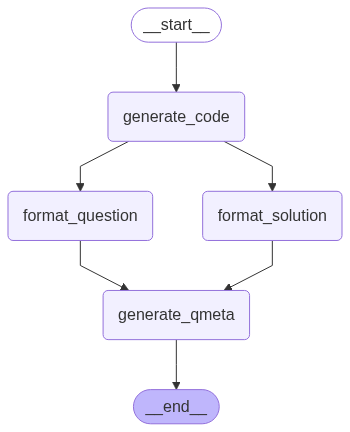 __start__
generate_code
format_question
format_solution
generate_qmeta
__end__